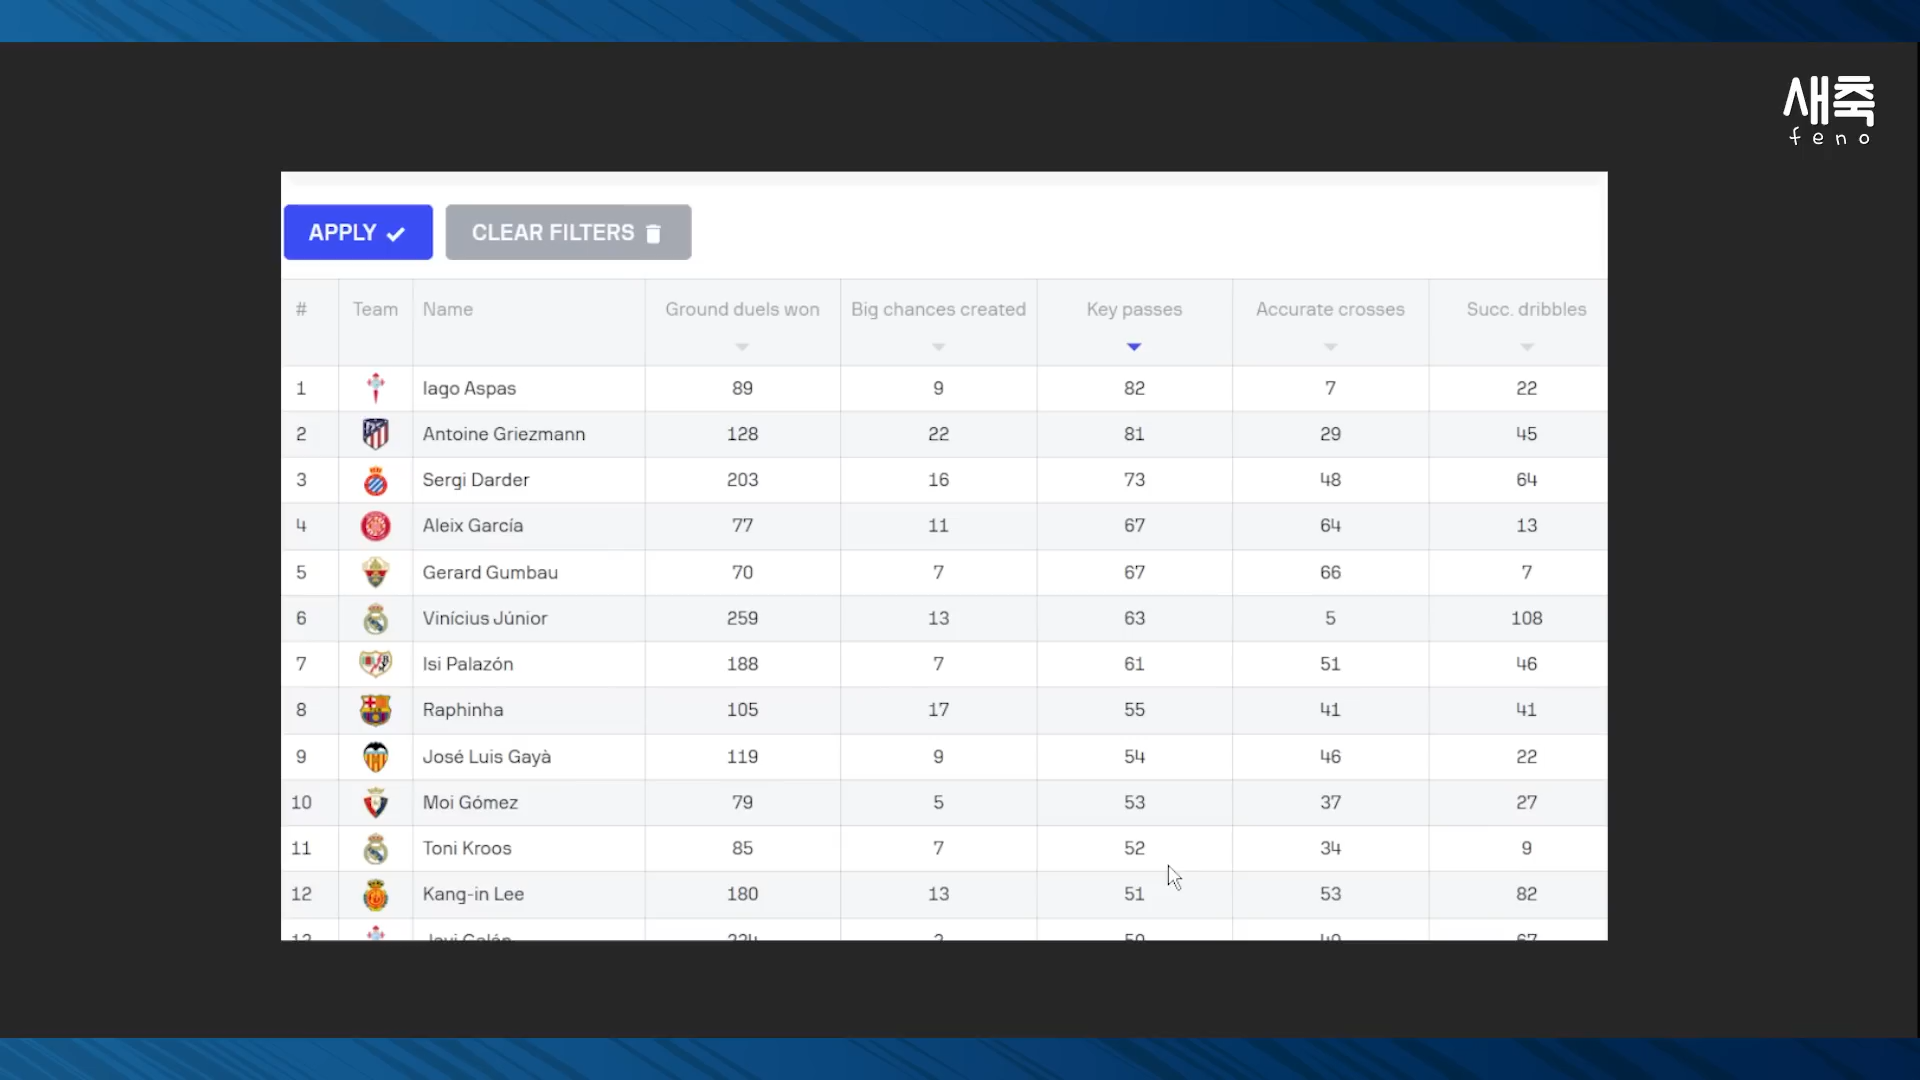 새축
feno
APPLY
CLEAR FILTERS
# Team Name Ground duels won Big chances created Key passes Accurate crosses Succ. dribbles
1 Iago Aspas 89 9 82 7 22
2 Antoine Griezmann 128 22 81 29 45
3 Sergi Darder 203 16 73 48 64
4 Aleix García 77 11 67 64 13
5 Gerard Gumbau 70 7 67 66 7
6 Vinícius Júnior 259 13 63 5 108
7 Isi Palazón 188 7 61 51 46
8 Raphinha 105 17 55 41 41
9 José Luis Gayà 119 9 54 46 22
10 Moi Gómez 79 5 53 37 27
11 Toni Kroos 85 7 52 34 9
12 Kang-in Lee 180 13 51 53 82